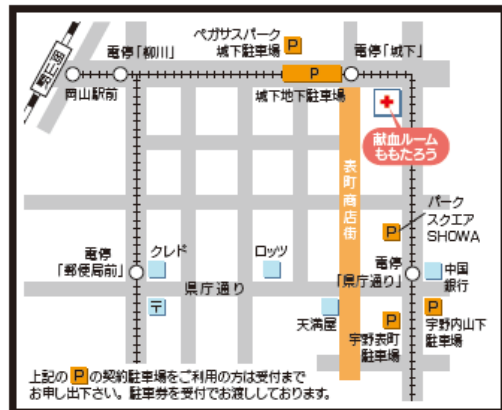 ペガサスパーク
城下駐車場
P
電停「柳川」
電停「城下」
岡山駅
岡山駅前
P
城下地下駐車場
献血ルーム
ももたろう
表町商店街
パーク
スクエア
SHOWA
P
電停
「郵便局前」
クレド
ロッツ
電停
「県庁通り」
中国
銀行
県庁通り
〒
天満屋
P
宇野表町
駐車場
P
宇野内山下
駐車場
上記の P の契約駐車場をご利用の方は受付まで
お申し出下さい。駐車券を受付でお渡ししております。